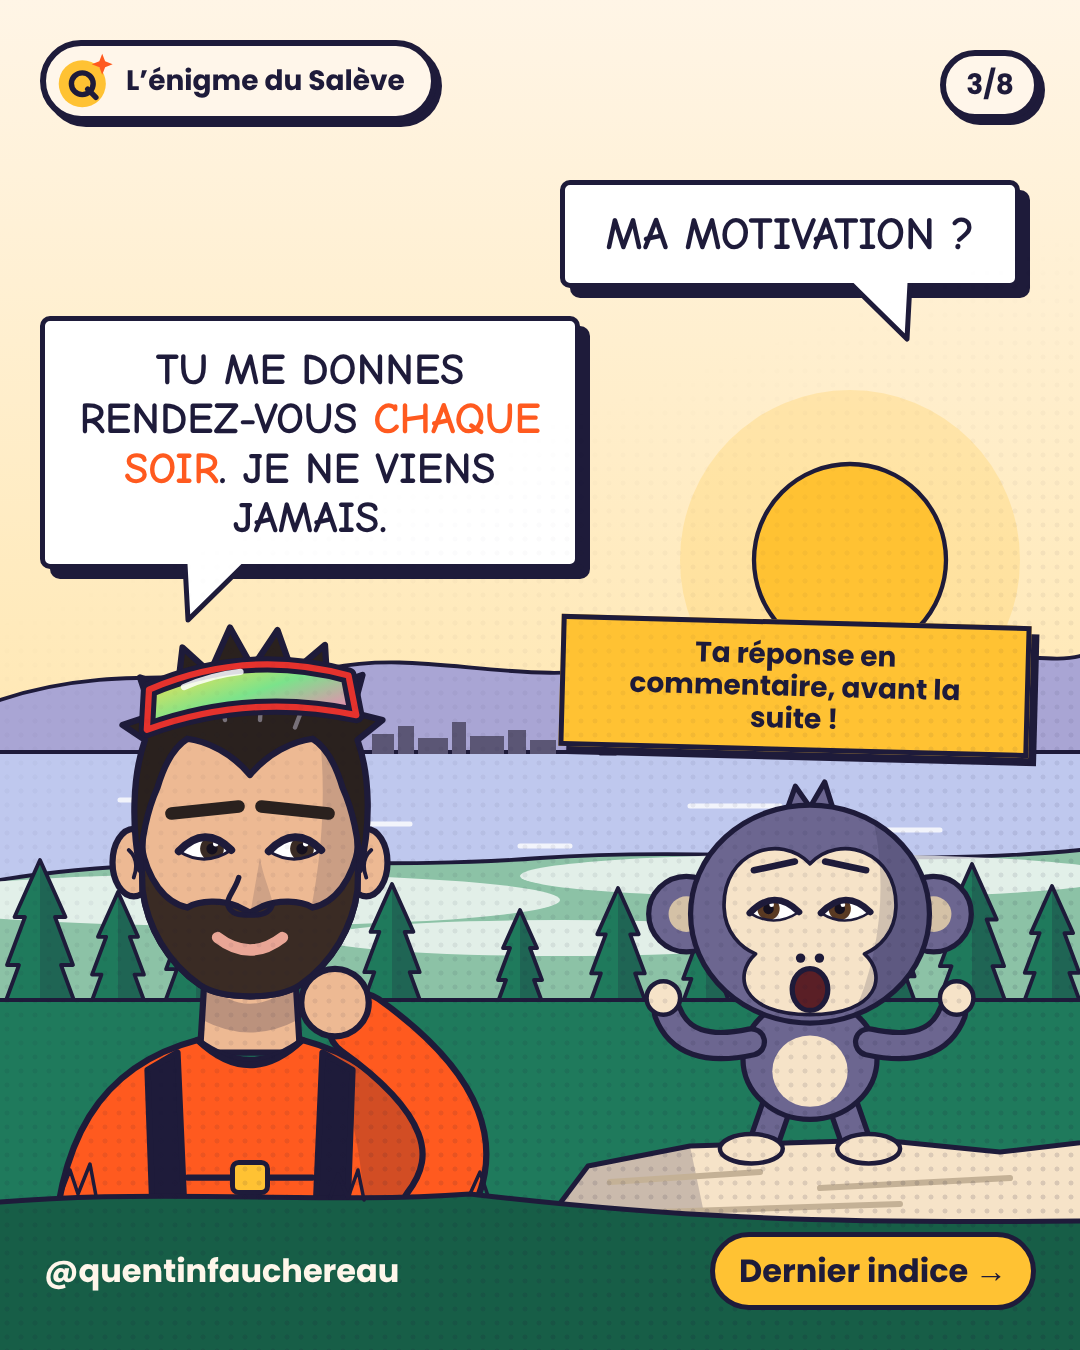 L’énigme du Salève
3/8
MA MOTIVATION ?
TU ME DONNES
RENDEZ-VOUS CHAQUE
SOIR. JE NE VIENS
JAMAIS.
Ta réponse en
commentaire, avant la
suite !
@quentinfauchereau
Dernier indice →